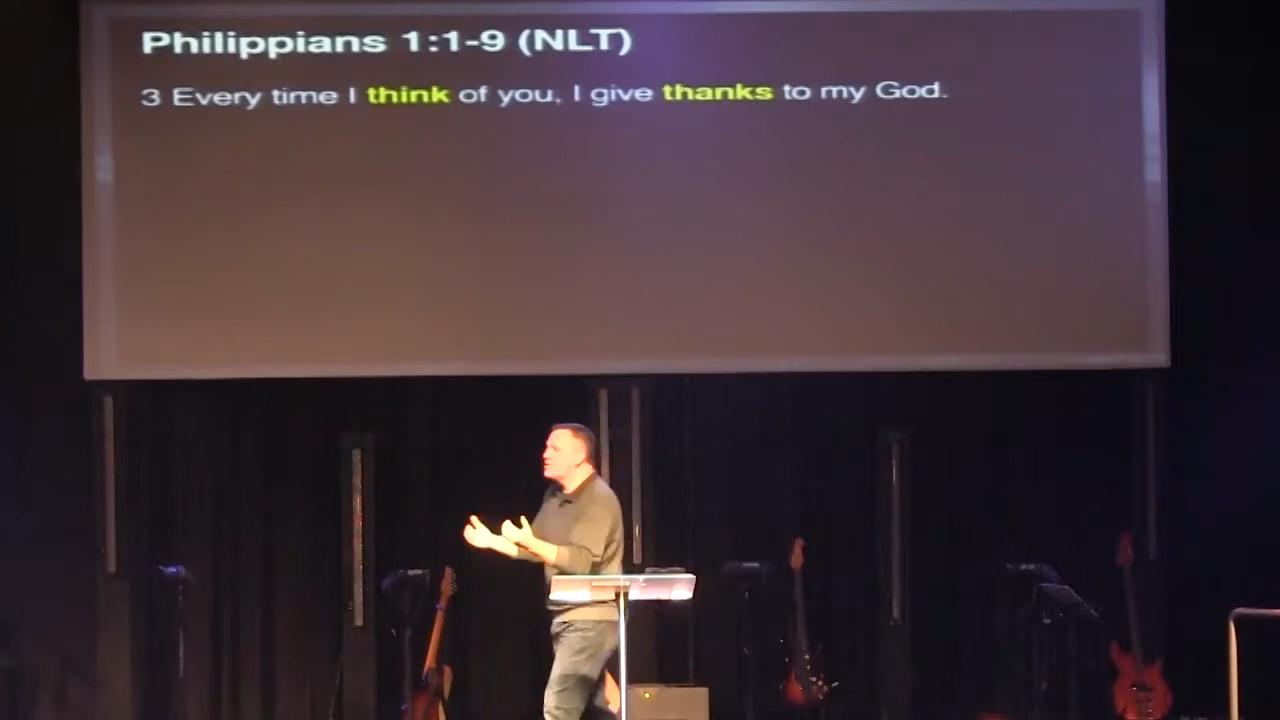 Philippians 1:1-9 (NLT)
3 Every time I think of you, I give thanks to my God.